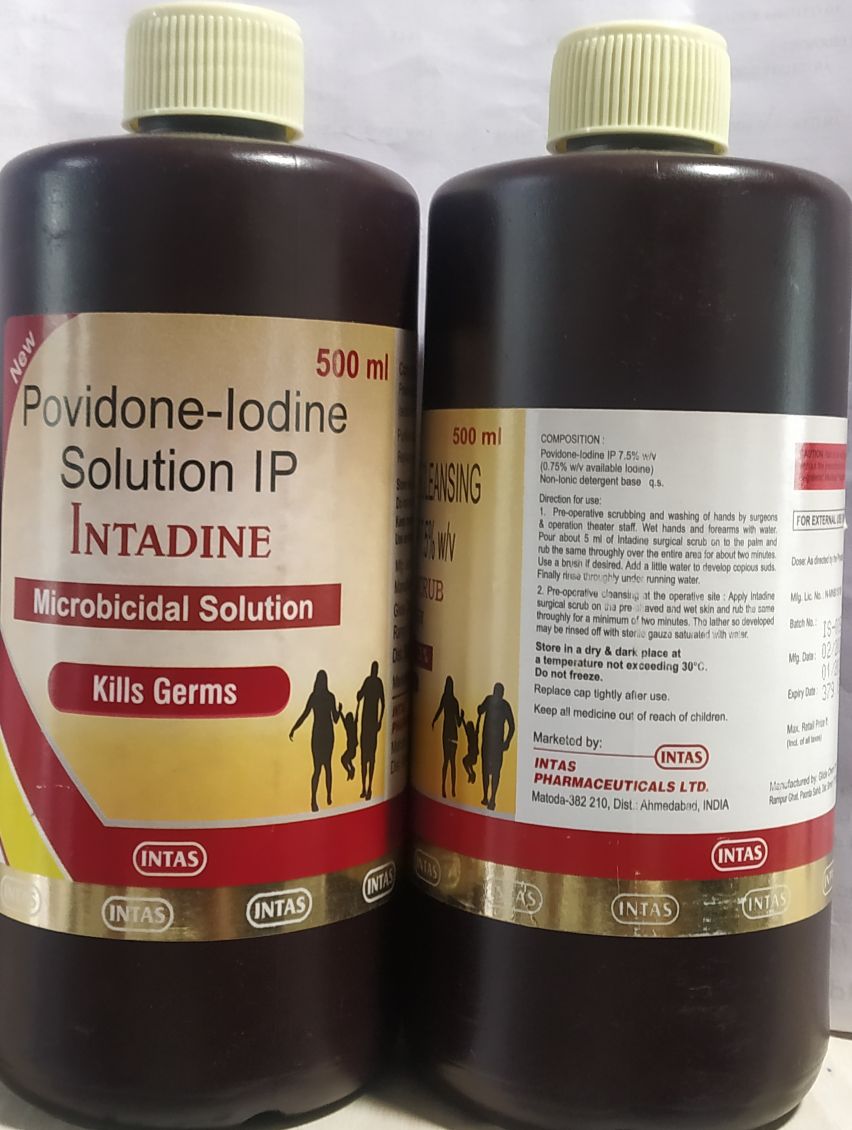 New
500 ml
Povidone-Iodine
Solution IP
INTADINE
Microbicidal Solution
Kills Germs
INTAS
INTAS
INTAS
INTAS
500 ml
CLEANSING
% w/v
COMPOSITION :
Povidone-Iodine IP 7.5% w/v
(0.75% w/v available Iodine)
Non-Ionic detergent base q.s.
Direction for use:
1. Pre-operative scrubbing and washing of hands by surgeons
& operation theater staff. Wet hands and forearms with water.
Pour about 5 ml of Intadine surgical scrub on to the palm and
rub the same throughly over the entire area for about two minutes.
Use a brush if desired. Add a little water to develop copious suds.
Finally rinse throughly under running water.
2. Pre-operative cleansing at the operative site : Apply Intadine
surgical scrub on the pre shaved and wet skin and rub the same
throughly for a minimum of two minutes. The lather so developed
may be rinsed off with sterile gauze saturated with water.
Store in a dry & dark place at
a temperature not exceeding 30°C.
Do not freeze.
Replace cap tightly after use.
Keep all medicine out of reach of children.
Marketed by:
INTAS
INTAS
PHARMACEUTICALS LTD.
Matoda-382 210, Dist.: Ahmedabad, INDIA
CAUTION
FOR EXTERNAL USE
Dose: As directed by the
Mfg. Lic. No.
Batch No.:
Mfg. Date :
Expiry Date :
Max. Retail Price
(Incl. of all taxes)
Manufactured by:
INTAS
INTAS
INTAS
INTAS